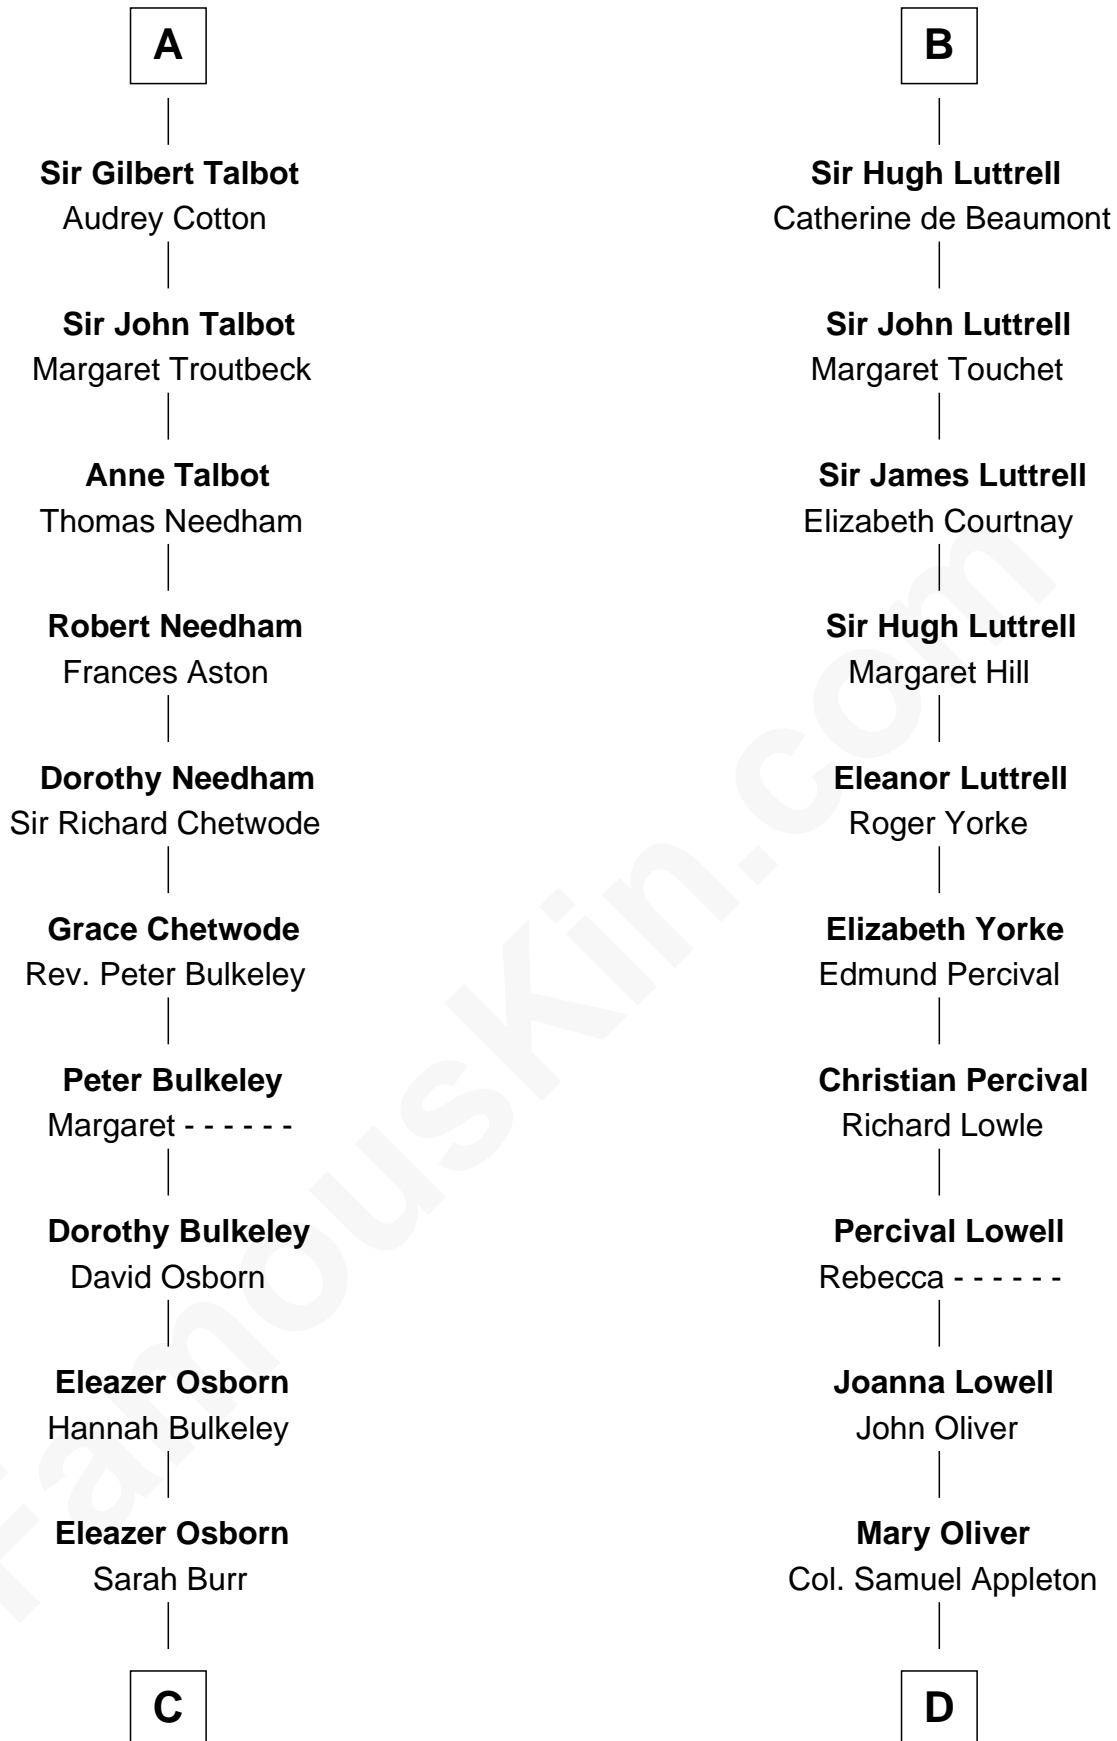 A
Sir Gilbert Talbot
Audrey Cotton
Sir John Talbot
Margaret Troutbeck
Anne Talbot
Thomas Needham
Robert Needham
Frances Aston
Dorothy Needham
Sir Richard Chetwode
Grace Chetwode
Rev. Peter Bulkeley
Peter Bulkeley
Margaret - - - - - -
Dorothy Bulkeley
David Osborn
Eleazer Osborn
Hannah Bulkeley
Eleazer Osborn
Sarah Burr
C
B
Sir Hugh Luttrell
Catherine de Beaumont
Sir John Luttrell
Margaret Touchet
Sir James Luttrell
Elizabeth Courtnay
Sir Hugh Luttrell
Margaret Hill
Eleanor Luttrell
Roger Yorke
Elizabeth Yorke
Edmund Percival
Christian Percival
Richard Lowle
Percival Lowell
Rebecca - - - - - -
Joanna Lowell
John Oliver
Mary Oliver
Col. Samuel Appleton
D
FamousKin.com